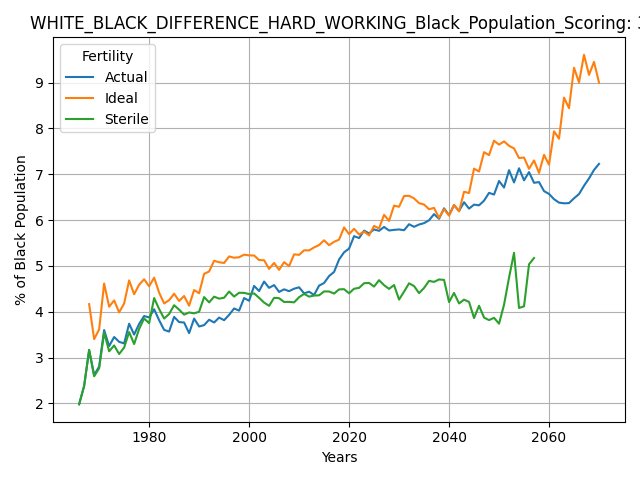 WHITE_BLACK_DIFFERENCE_HARD_WORKING_Black_Population_Scoring:
Fertility
Actual
Ideal
Sterile
% of Black Population
9
8
7
6
5
4
3
2
1980
2000
2020
2040
2060
Years